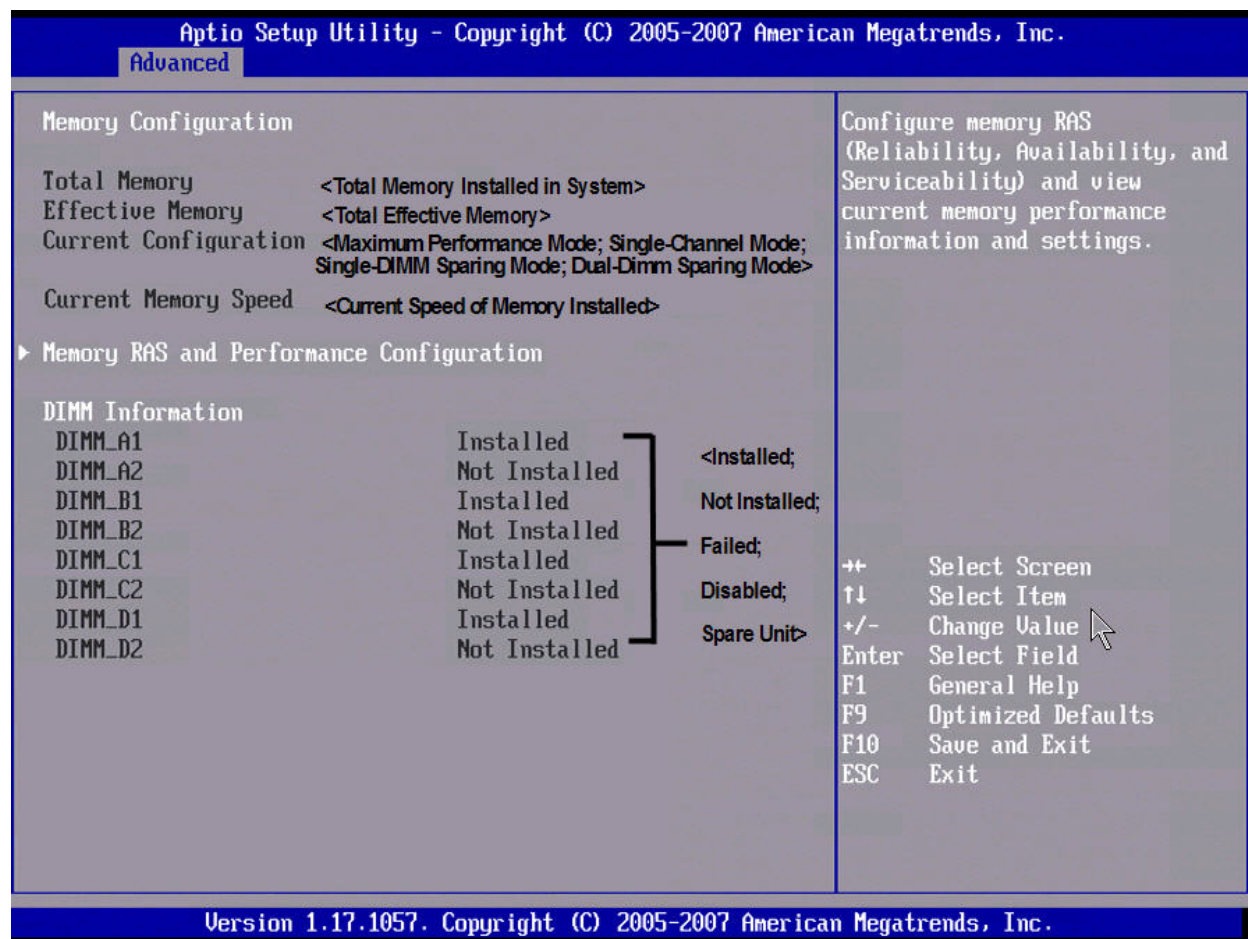 Aptio Setup Utility - Copyright (C) 2005-2007 American Megatrends, Inc.
Advanced
Memory Configuration
Total Memory <Total Memory Installed in System>
Effective Memory <Total Effective Memory>
Current Configuration <Maximum Performance Mode; Single-Channel Mode;
Single-DIMM Sparing Mode; Dual-Dimm Sparing Mode>
Current Memory Speed <Current Speed of Memory Installed>
Memory RAS and Performance Configuration
DIMM Information
DIMM_A1 Installed
DIMM_A2 Not Installed
DIMM_B1 Installed
DIMM_B2 Not Installed
DIMM_C1 Installed
DIMM_C2 Not Installed
DIMM_D1 Installed
DIMM_D2 Not Installed
<Installed;
Not Installed;
Failed;
Disabled;
Spare Unit>
Configure memory RAS
(Reliability, Availability, and
Serviceability) and view
current memory performance
information and settings.
→← Select Screen
↑↓ Select Item
+/- Change Value
Enter Select Field
F1 General Help
F9 Optimized Defaults
F10 Save and Exit
ESC Exit
Version 1.17.1057. Copyright (C) 2005-2007 American Megatrends, Inc.